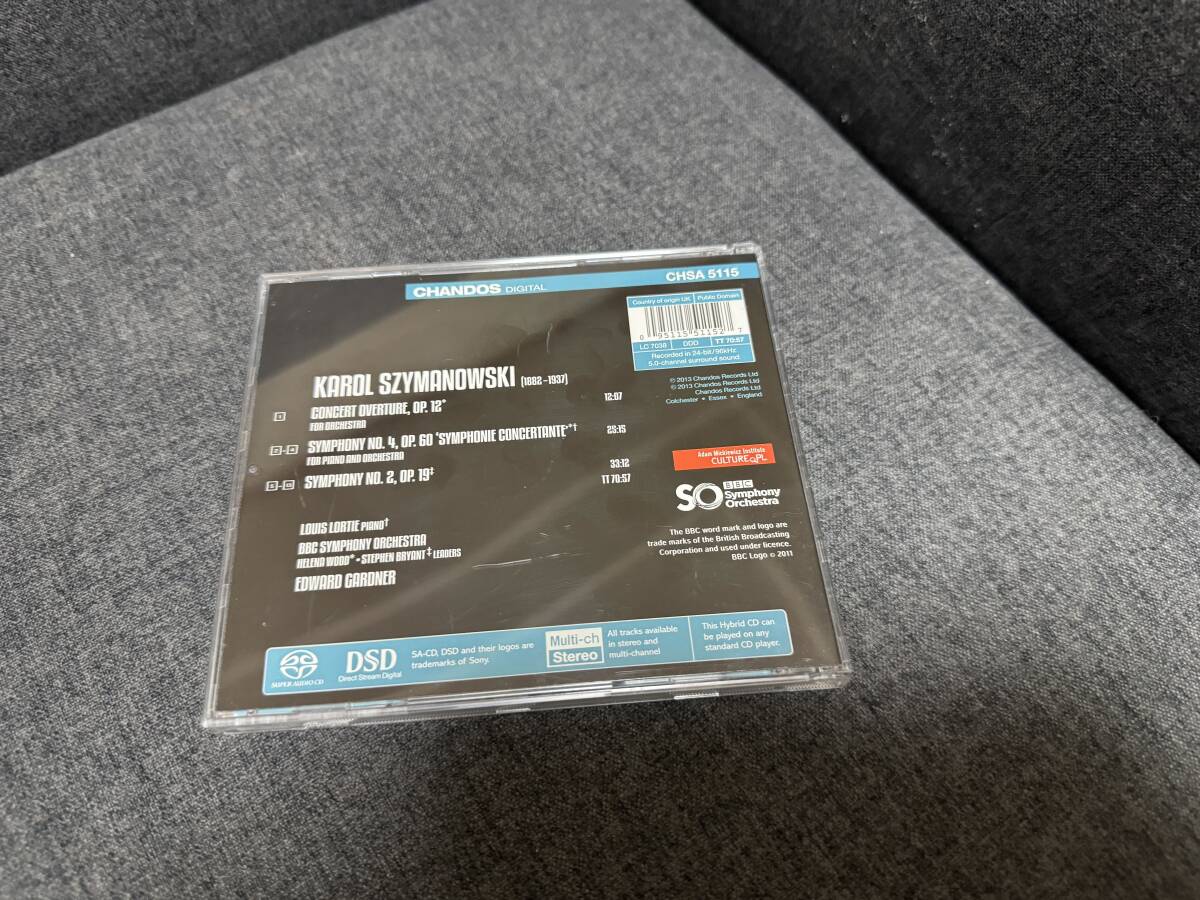 CHANDOS DIGITAL
CHSA 5115
Country of origin UK
Public Domain
0 95115 51152 7
LC 7038
DDD
TT 70:57
Recorded in 24-bit/96kHz
5.0-channel surround sound
KAROL SZYMANOWSKI (1882-1937)
1 CONCERT OVERTURE, OP. 12* 12:07
FOR ORCHESTRA
2-4 SYMPHONY NO. 4, OP. 60 'SYMPHONIE CONCERTANTE'*† 25:15
FOR PIANO AND ORCHESTRA
SYMPHONY NO. 2, OP. 19‡ 33:12
TT 70:57
℗ 2013 Chandos Records Ltd
© 2013 Chandos Records Ltd
Chandos Records Ltd
Colchester • Essex • England
Adam Mickiewicz Institute
CULTURE.PL
SO BBC
Symphony
Orchestra
The BBC word mark and logo are
trade marks of the British Broadcasting
Corporation and used under licence.
BBC Logo © 2011
LOUIS LORTIE PIANO†
BBC SYMPHONY ORCHESTRA
HELENA WOOD* • STEPHEN BRYANT‡ LEADERS
EDWARD GARDNER
SUPER AUDIO CD
DSD
Direct Stream Digital
SA-CD, DSD and their logos are
trademarks of Sony.
Multi-ch
Stereo
All tracks available
in stereo and
multi-channel
This Hybrid CD can
be played on any
standard CD player.